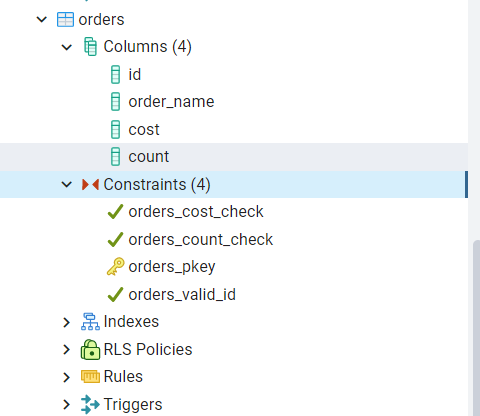 orders
Columns (4)
id
order_name
cost
count
Constraints (4)
orders_cost_check
orders_count_check
orders_pkey
orders_valid_id
Indexes
RLS Policies
Rules
Triggers